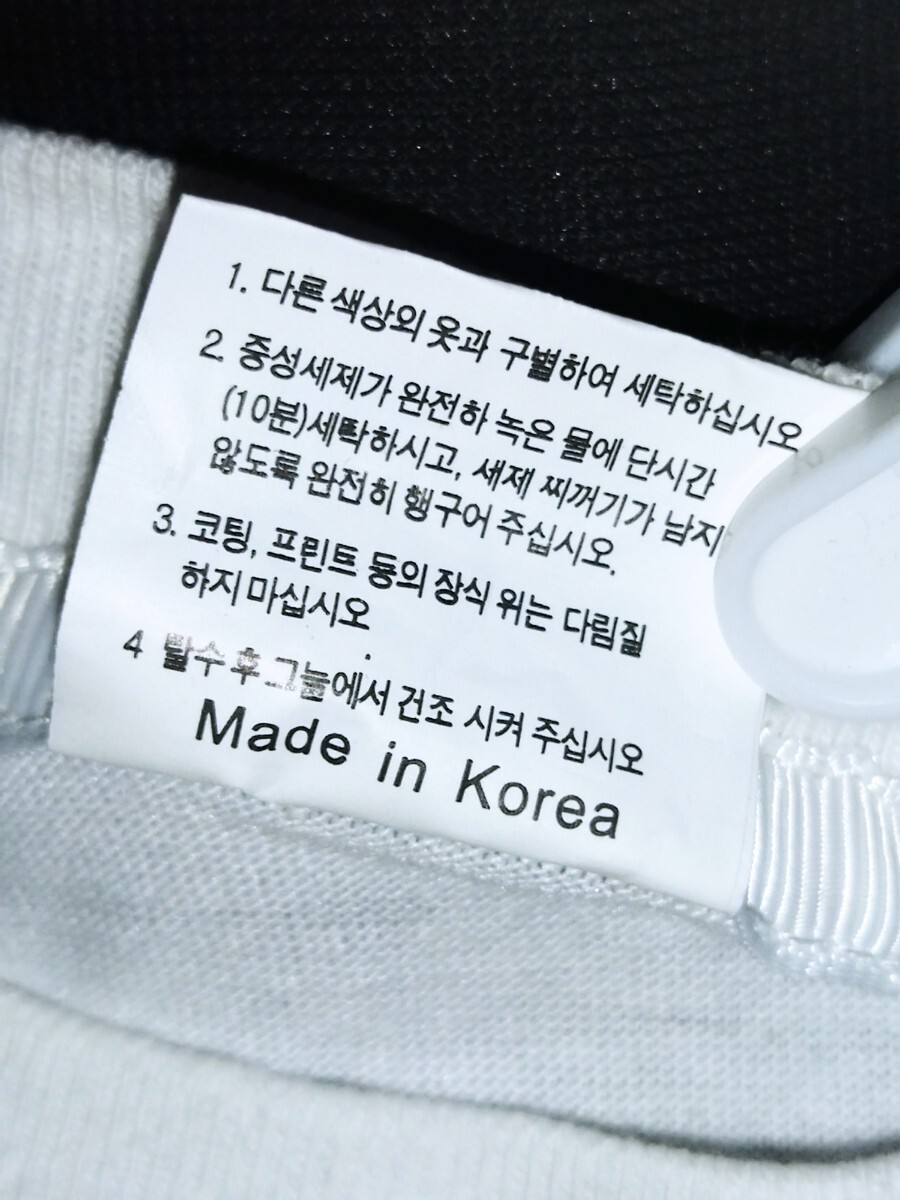 1. 다른 색상의 옷과 구별하여 세탁하십시오
2. 중성세제가 완전하 녹은 물에 단시간
(10분)세탁하시고, 세제 찌꺼기가 남지
않도록 완전히 행구어 주십시오.
3. 코팅, 프린트 등의 장식 위는 다림질
하지 마십시오
4 탈수 후 그늘에서 건조 시켜 주십시오
Made in Korea